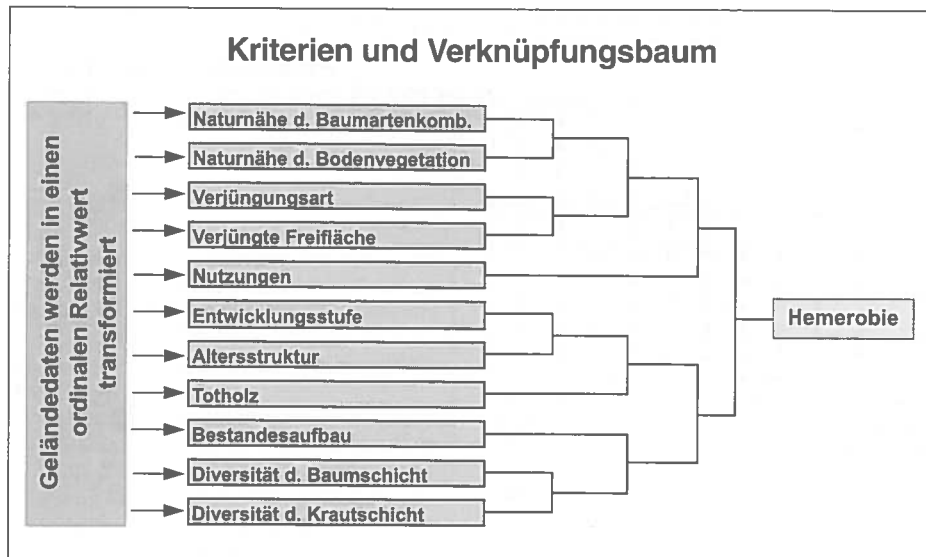 Kriterien und Verknüpfungsbaum
Geländedaten werden in einen
ordinalen Relativwert
transformiert
Naturnähe d. Baumartenkomb.
Naturnähe d. Bodenvegetation
Verjüngungsart
Verjüngte Freifläche
Nutzungen
Entwicklungsstufe
Altersstruktur
Totholz
Bestandesaufbau
Diversität d. Baumschicht
Diversität d. Krautschicht
Hemerobie